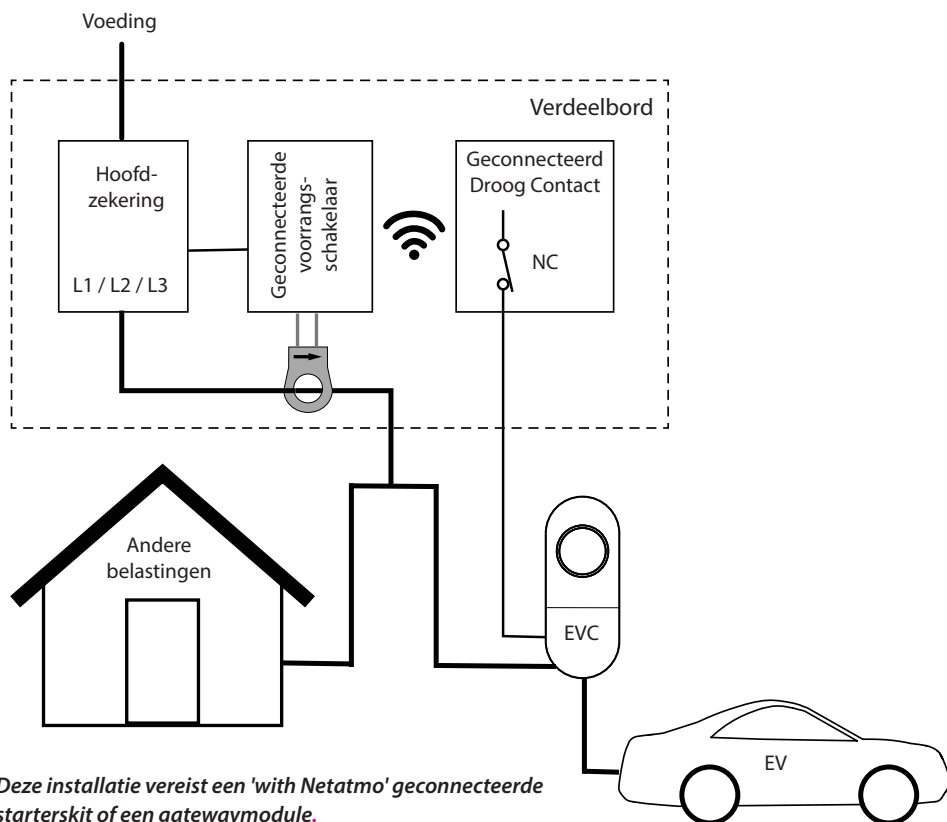 Voeding
Verdeelbord
Hoofd-
zekering
L1 / L2 / L3
Geconnecteerde
voorrangs-
schakelaar
Geconnecteerd
Droog Contact
NC
Andere
belastingen
EVC
EV
Deze installatie vereist een 'with Netatmo' geconnecteerde
starterskit of een gatewaymodule.